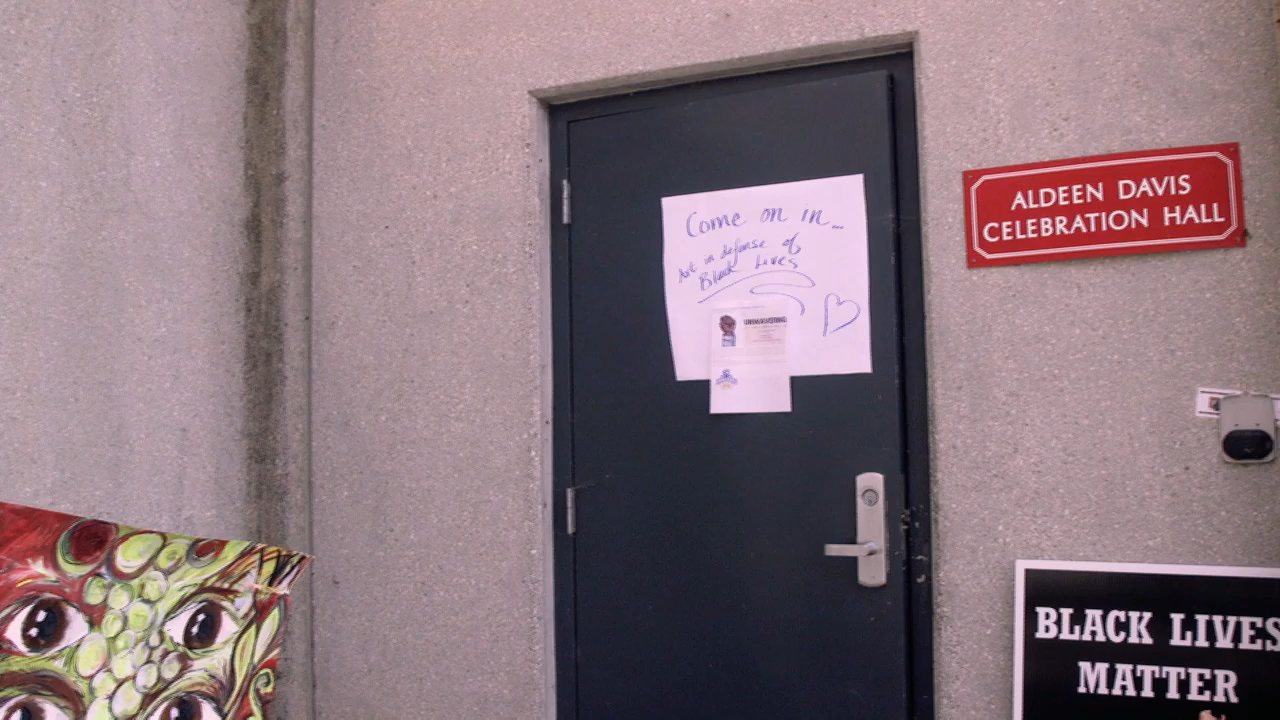 Come on in...
Art in defense of
Black Lives
ALDEEN DAVIS
CELEBRATION HALL
BLACK LIVES
MATTER